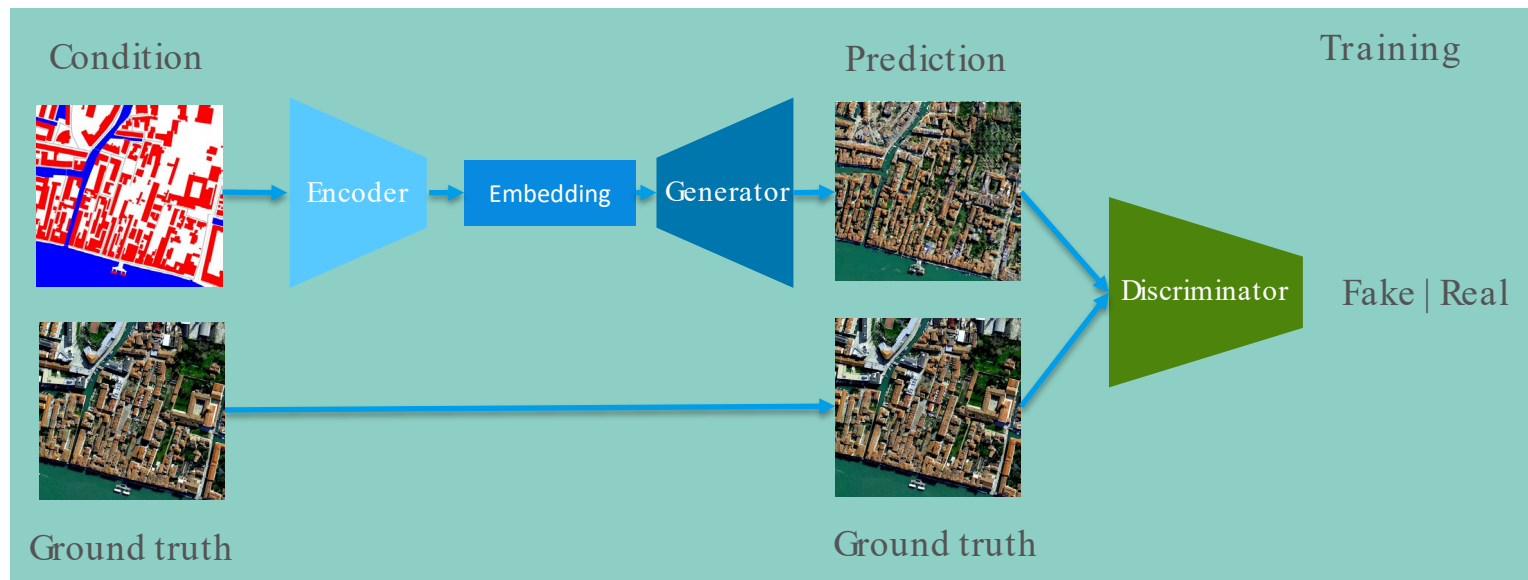 Condition
Prediction
Training
Encoder
Embedding
Generator
Discriminator
Fake | Real
Ground truth
Ground truth